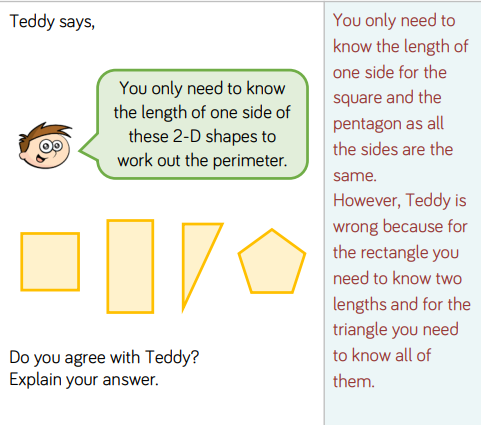 Teddy says,
You only need to know
the length of one side of
these 2-D shapes to
work out the perimeter.
Do you agree with Teddy?
Explain your answer.
You only need to
know the length of
one side for the
square and the
pentagon as all
the sides are the
same.
However, Teddy is
wrong because for
the rectangle you
need to know two
lengths and for the
triangle you need
to know all of
them.